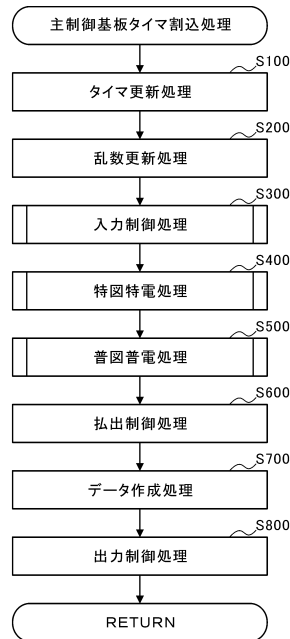 主制御基板タイマ割込処理
S100
タイマ更新処理
S200
乱数更新処理
S300
入力制御処理
S400
特図特電処理
S500
普図普電処理
S600
払出制御処理
S700
データ作成処理
S800
出力制御処理
RETURN